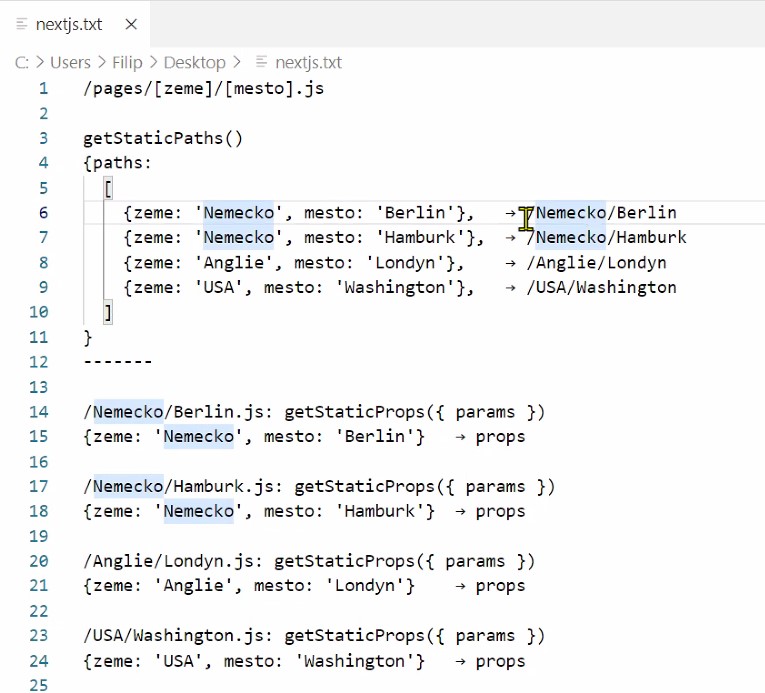 nextjs.txt ×
C: > Users > Filip > Desktop > nextjs.txt
1 /pages/[zeme]/[mesto].js
2
3 getStaticPaths()
4 {paths:
5 [
6 {zeme: 'Nemecko', mesto: 'Berlin'}, → /Nemecko/Berlin
7 {zeme: 'Nemecko', mesto: 'Hamburk'}, → /Nemecko/Hamburk
8 {zeme: 'Anglie', mesto: 'Londyn'}, → /Anglie/Londyn
9 {zeme: 'USA', mesto: 'Washington'}, → /USA/Washington
10 ]
11 }
12 -------
13
14 /Nemecko/Berlin.js: getStaticProps({ params })
15 {zeme: 'Nemecko', mesto: 'Berlin'} → props
16
17 /Nemecko/Hamburk.js: getStaticProps({ params })
18 {zeme: 'Nemecko', mesto: 'Hamburk'} → props
19
20 /Anglie/Londyn.js: getStaticProps({ params })
21 {zeme: 'Anglie', mesto: 'Londyn'} → props
22
23 /USA/Washington.js: getStaticProps({ params })
24 {zeme: 'USA', mesto: 'Washington'} → props
25